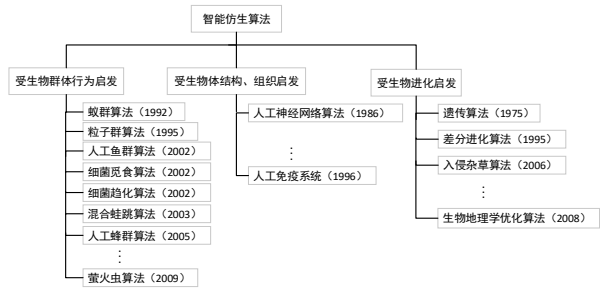 智能仿生算法
受生物群体行为启发
受生物体结构、组织启发
受生物进化启发
蚁群算法（1992）
粒子群算法（1995）
人工鱼群算法（2002）
细菌觅食算法（2002）
细菌趋化算法（2002）
混合蛙跳算法（2003）
人工蜂群算法（2005）
⋮
萤火虫算法（2009）
人工神经网络算法（1986）
⋮
人工免疫系统（1996）
遗传算法（1975）
差分进化算法（1995）
入侵杂草算法（2006）
⋮
生物地理学优化算法（2008）